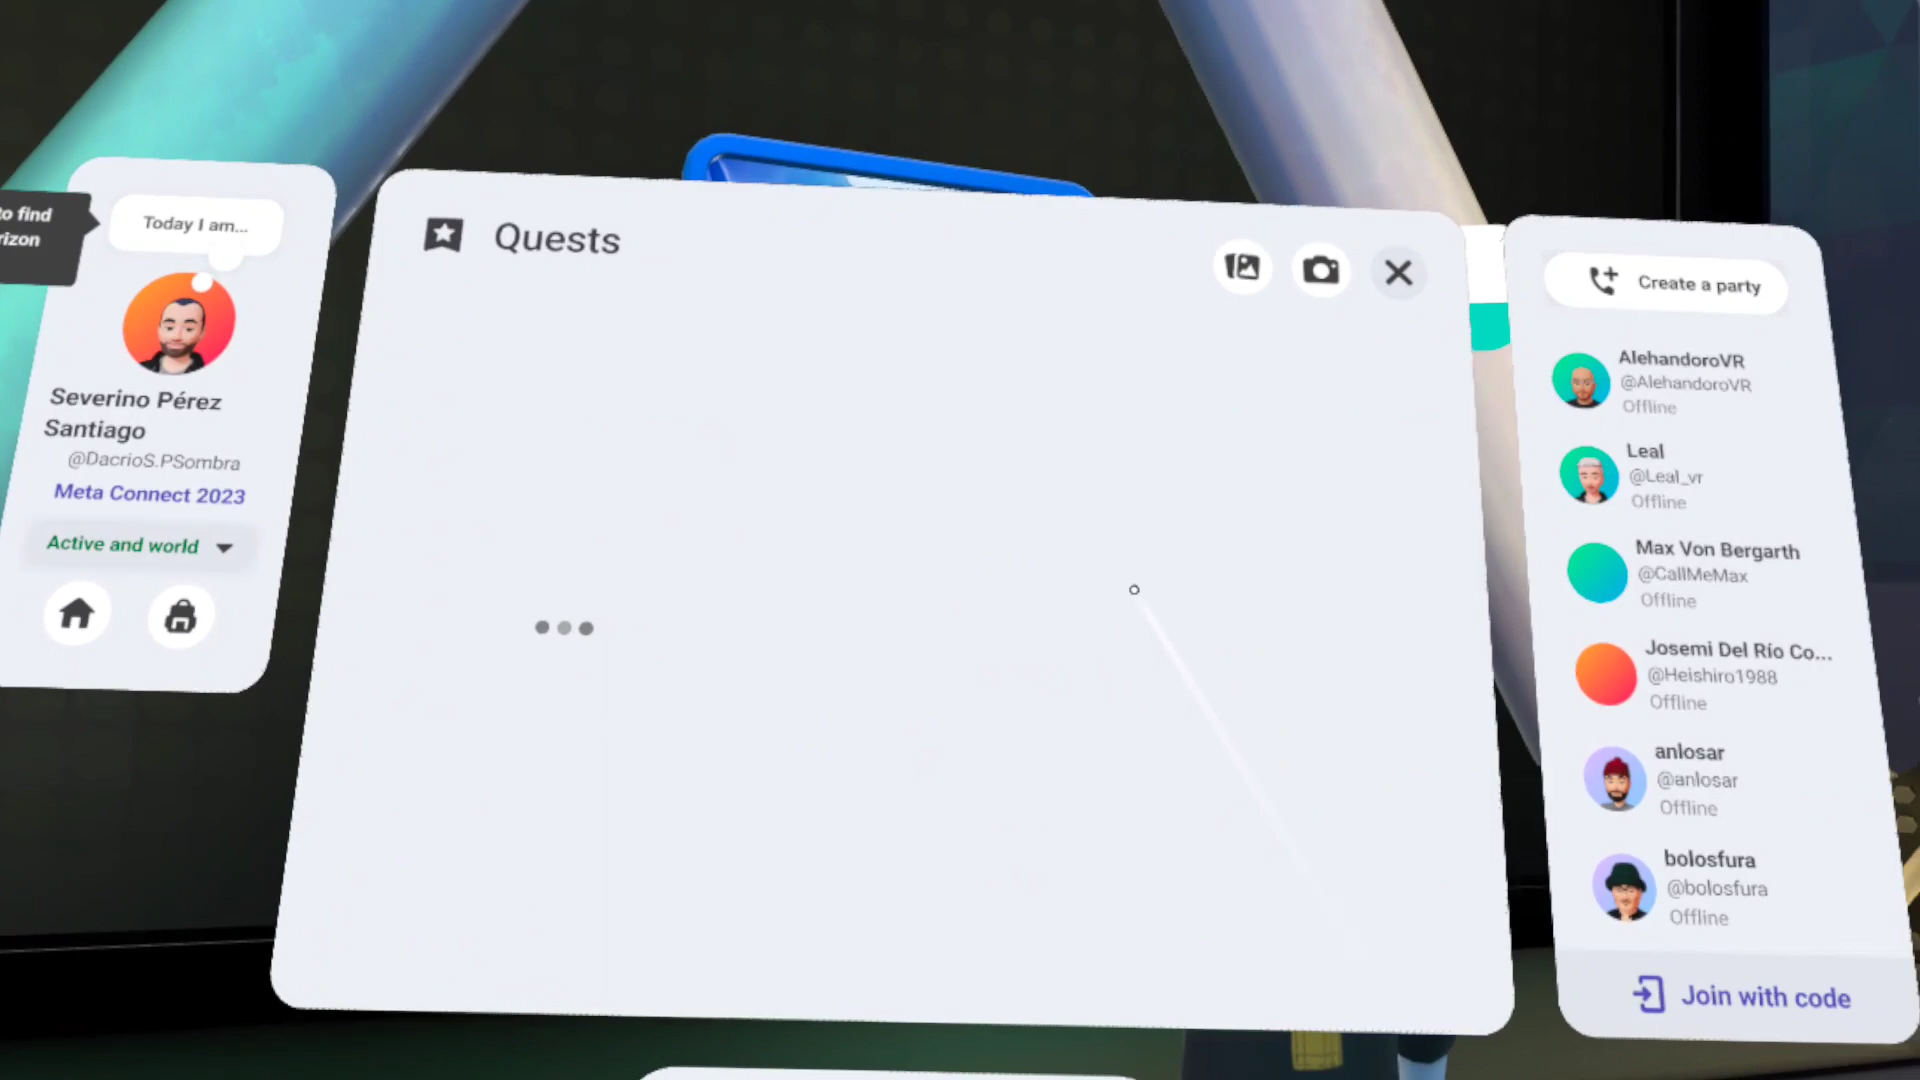 to find
rizon
Today I am...
Severino Pérez
Santiago
@DacrioS.PSombra
Meta Connect 2023
Active and world
Quests
Create a party
AlehandoroVR
@AlehandoroVR
Offline
Leal
@Leal_vr
Offline
Max Von Bergarth
@CallMeMax
Offline
Josemi Del Río Co...
@Heishiro1988
Offline
anlosar
@anlosar
Offline
bolosfura
@bolosfura
Offline
Join with code